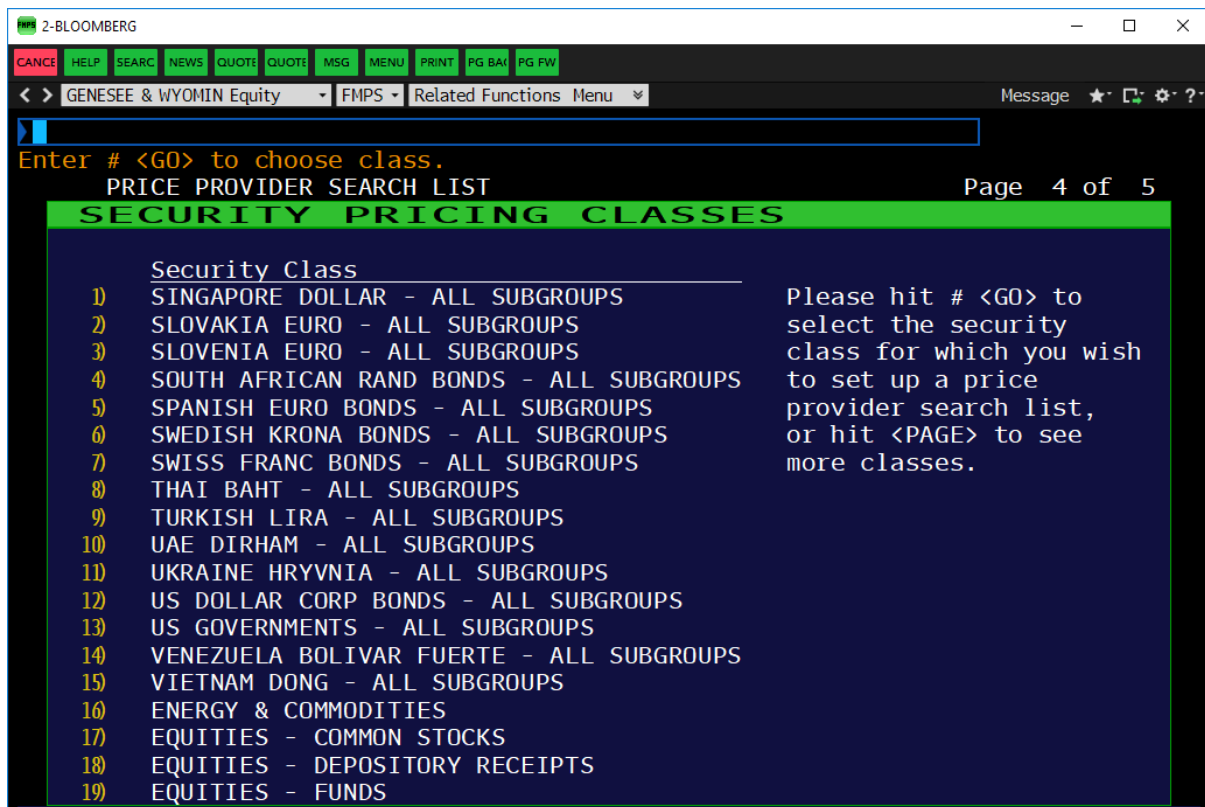 FMPS 2-BLOOMBERG
CANCE HELP SEARC NEWS QUOTE QUOTE MSG MENU PRINT PG BA PG FW
< > GENESEE & WYOMIN Equity FMPS Related Functions Menu Message ?
Enter # <GO> to choose class.
PRICE PROVIDER SEARCH LIST Page 4 of 5
SECURITY PRICING CLASSES
Security Class
1) SINGAPORE DOLLAR - ALL SUBGROUPS Please hit # <GO> to
2) SLOVAKIA EURO - ALL SUBGROUPS select the security
3) SLOVENIA EURO - ALL SUBGROUPS class for which you wish
4) SOUTH AFRICAN RAND BONDS - ALL SUBGROUPS to set up a price
5) SPANISH EURO BONDS - ALL SUBGROUPS provider search list,
6) SWEDISH KRONA BONDS - ALL SUBGROUPS or hit <PAGE> to see
7) SWISS FRANC BONDS - ALL SUBGROUPS more classes.
8) THAI BAHT - ALL SUBGROUPS
9) TURKISH LIRA - ALL SUBGROUPS
10) UAE DIRHAM - ALL SUBGROUPS
11) UKRAINE HRYVNIA - ALL SUBGROUPS
12) US DOLLAR CORP BONDS - ALL SUBGROUPS
13) US GOVERNMENTS - ALL SUBGROUPS
14) VENEZUELA BOLIVAR FUERTE - ALL SUBGROUPS
15) VIETNAM DONG - ALL SUBGROUPS
16) ENERGY & COMMODITIES
17) EQUITIES - COMMON STOCKS
18) EQUITIES - DEPOSITORY RECEIPTS
19) EQUITIES - FUNDS